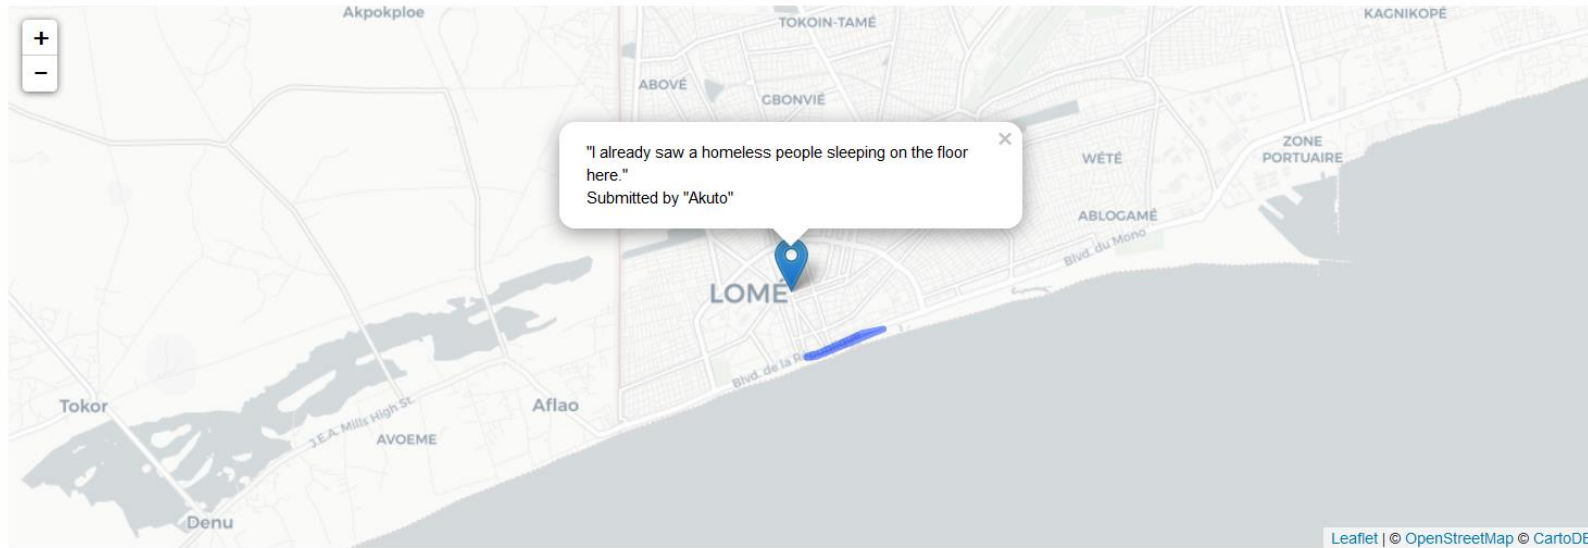 Akpokploe
TOKOIN-TAMÉ
KAGNIKOPÉ
+
−
ABOVÉ
GBONVIÉ
"I already saw a homeless people sleeping on the floor
here."
Submitted by "Akuto"
×
WÉTÉ
ZONE
PORTUAIRE
ABLOGAMÉ
Blvd. du Mono
LOMÉ
Blvd. de la République
Tokor
Aflao
J.E.A. Mills High St.
AVOEME
Denu
Leaflet | © OpenStreetMap © CartoDB